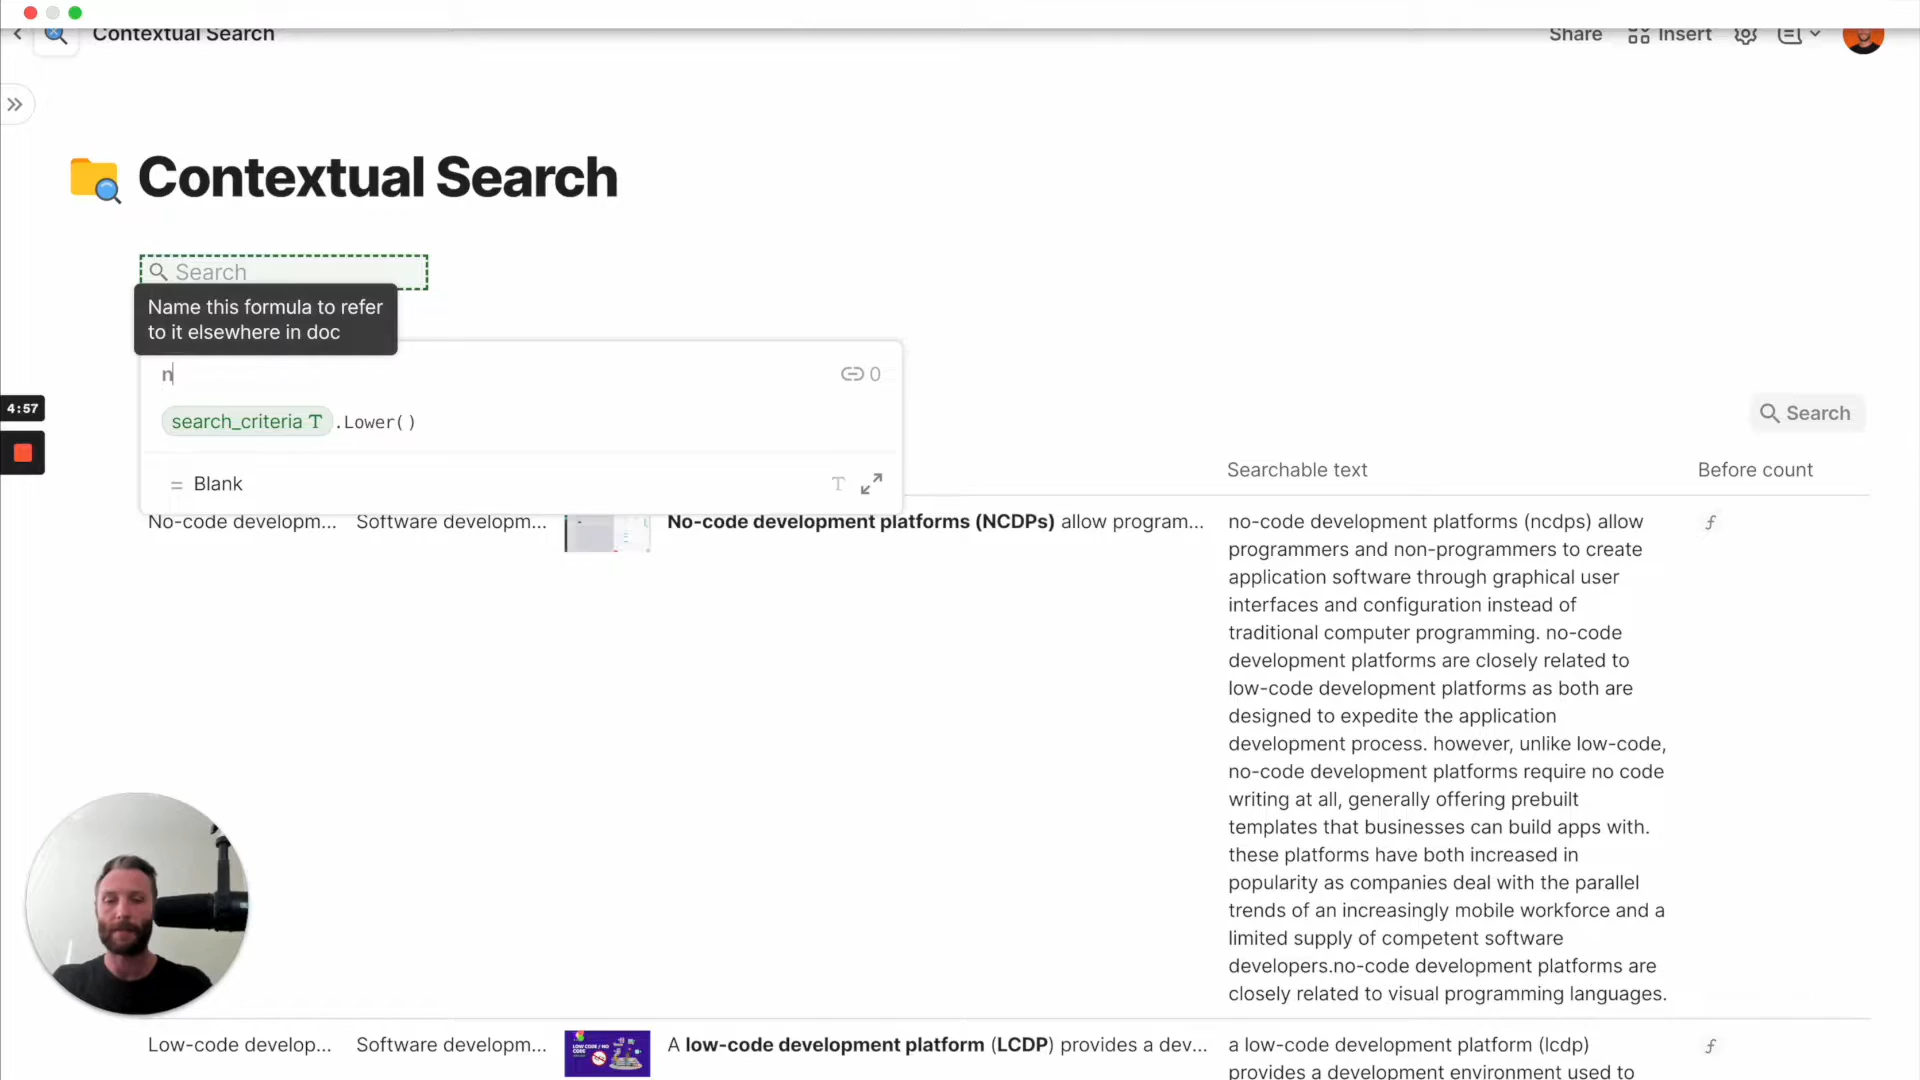 Contextual Search
Share
Insert
Contextual Search
Search
Name this formula to refer
to it elsewhere in doc
n
0
4:57
search_criteria T .Lower()
Search
= Blank
T
Searchable text
Before count
No-code developm...
Software developm...
No-code development platforms (NCDPs) allow program...
no-code development platforms (ncdps) allow
programmers and non-programmers to create
application software through graphical user
interfaces and configuration instead of
traditional computer programming. no-code
development platforms are closely related to
low-code development platforms as both are
designed to expedite the application
development process. however, unlike low-code,
no-code development platforms require no code
writing at all, generally offering prebuilt
templates that businesses can build apps with.
these platforms have both increased in
popularity as companies deal with the parallel
trends of an increasingly mobile workforce and a
limited supply of competent software
developers.no-code development platforms are
closely related to visual programming languages.
f
Low-code develop...
Software developm...
LOW CODE / NO
CODE
A low-code development platform (LCDP) provides a dev...
a low-code development platform (lcdp)
provides a development environment used to
f